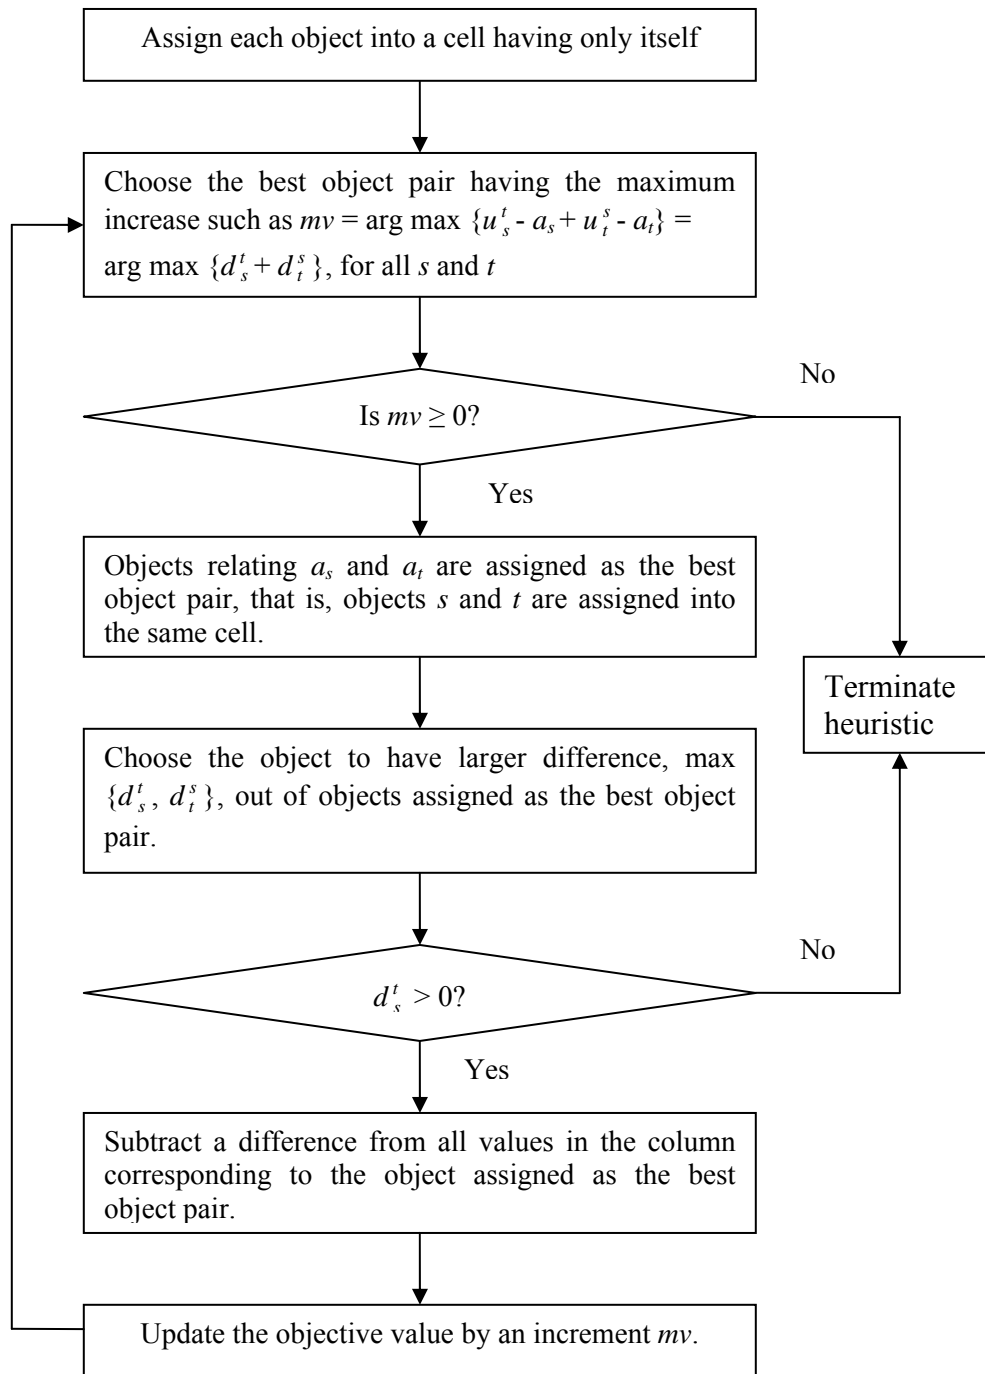 Assign each object into a cell having only itself
Choose the best object pair having the maximum
increase such as mv = arg max {u_s^t - a_s + u_t^s - a_t} =
arg max {d_s^t + d_t^s}, for all s and t
No
Is mv ≥ 0?
Yes
Objects relating a_s and a_t are assigned as the best
object pair, that is, objects s and t are assigned into
the same cell.
Terminate
heuristic
Choose the object to have larger difference, max
{d_s^t, d_t^s}, out of objects assigned as the best object
pair.
No
d_s^t > 0?
Yes
Subtract a difference from all values in the column
corresponding to the object assigned as the best
object pair.
Update the objective value by an increment mv.